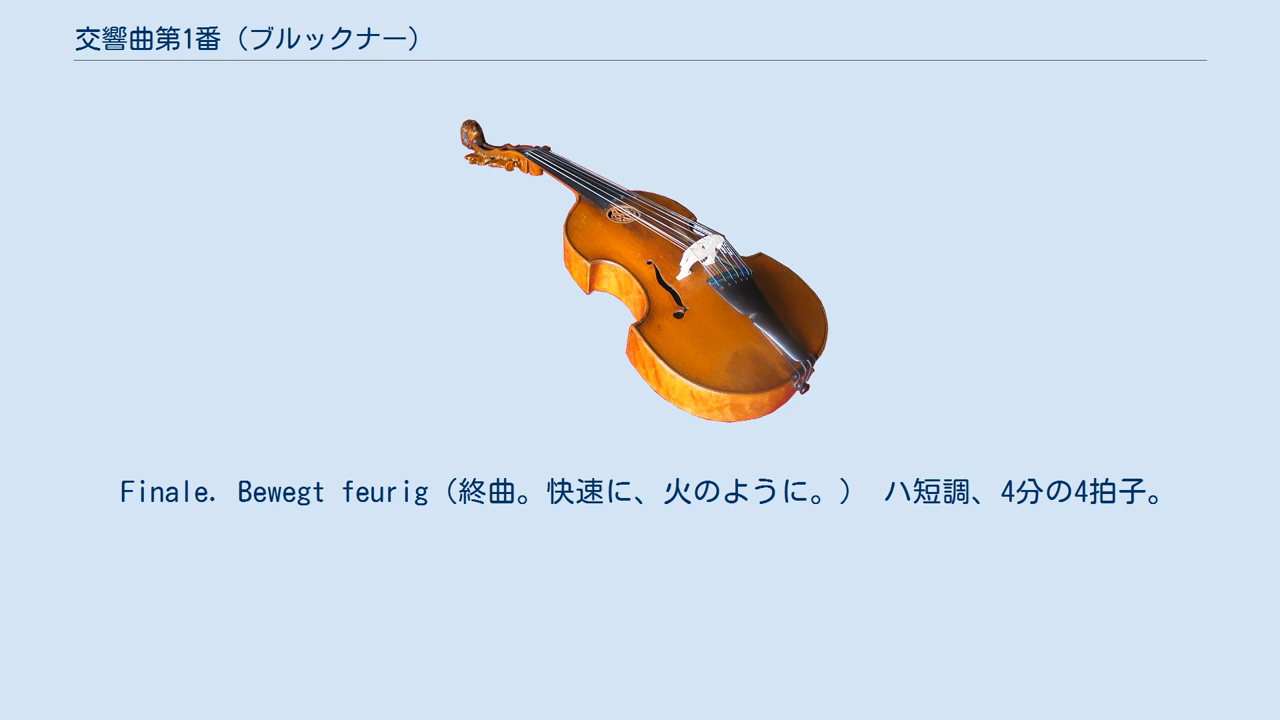 交響曲第1番（ブルックナー）
Finale. Bewegt feurig（終曲。快速に、火のように。） ハ短調、4分の4拍子。